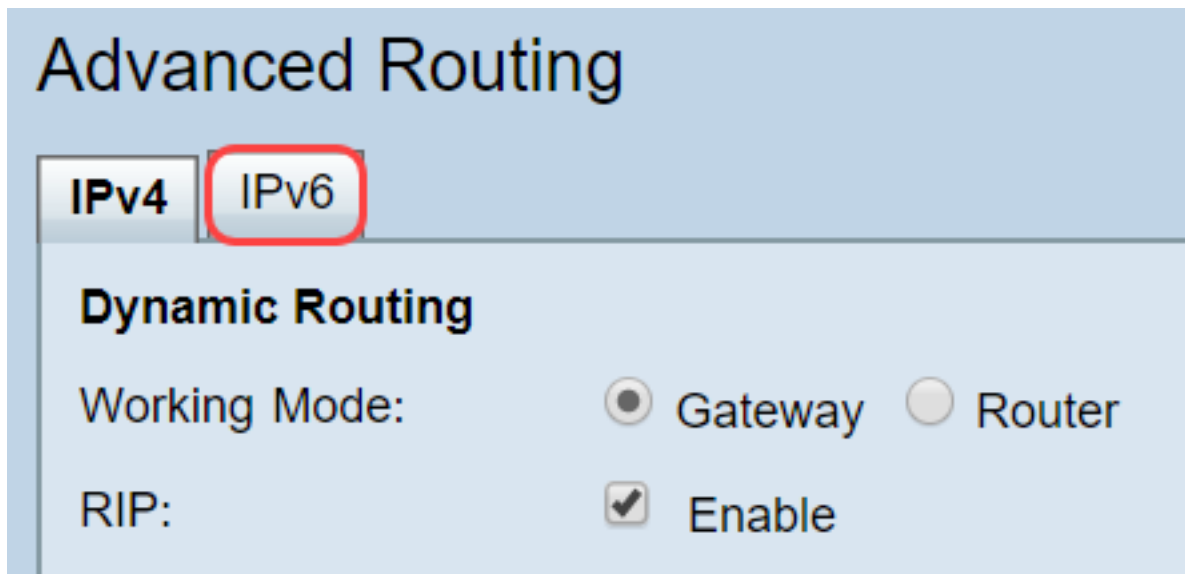 Advanced Routing
IPv4 IPv6
Dynamic Routing
Working Mode: Gateway Router
RIP: Enable